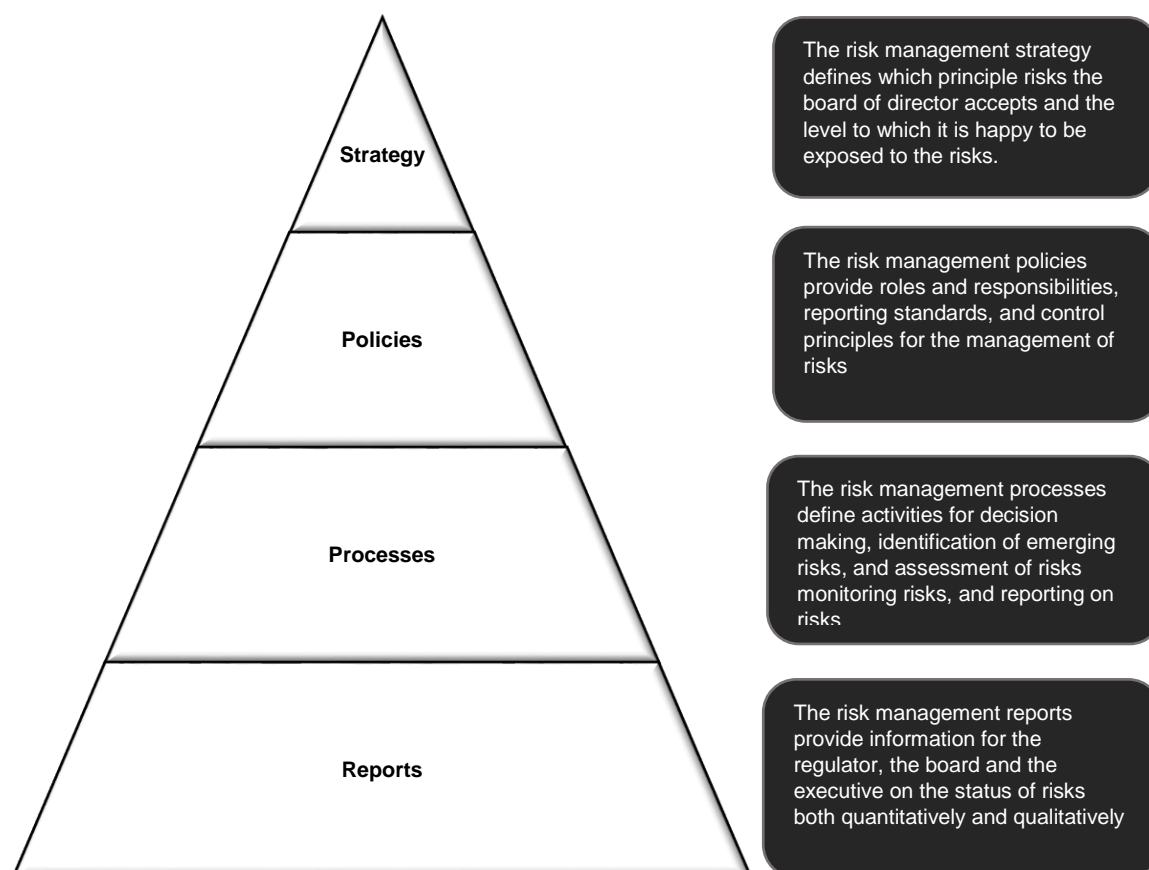 Strategy
The risk management strategy
defines which principle risks the
board of director accepts and the
level to which it is happy to be
exposed to the risks.
Policies
The risk management policies
provide roles and responsibilities,
reporting standards, and control
principles for the management of
risks
Processes
The risk management processes
define activities for decision
making, identification of emerging
risks, and assessment of risks
monitoring risks, and reporting on
risks
Reports
The risk management reports
provide information for the
regulator, the board and the
executive on the status of risks
both quantitatively and qualitatively